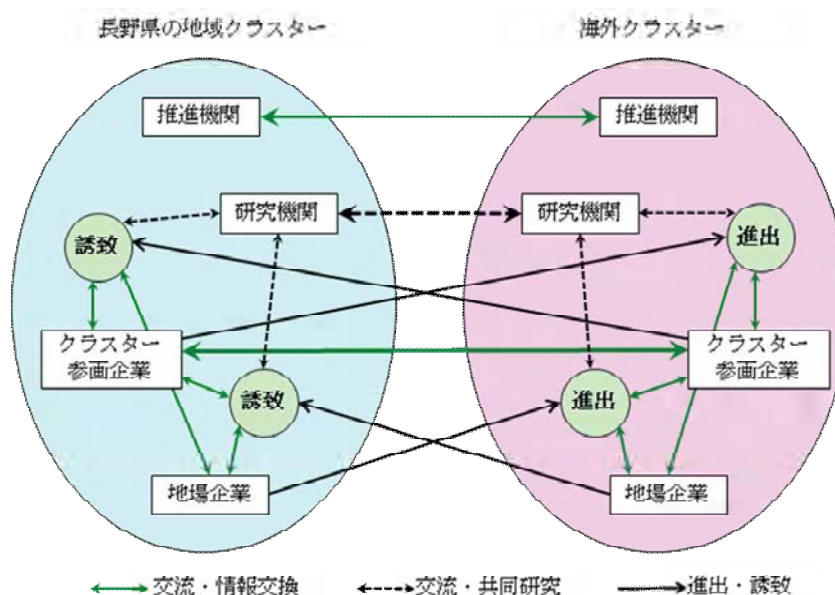 長野県の地域クラスター
海外クラスター
推進機関
推進機関
研究機関
研究機関
誘致
進出
クラスター
参画企業
クラスター
参画企業
誘致
進出
地場企業
地場企業
交流・情報交換
交流・共同研究
進出・誘致